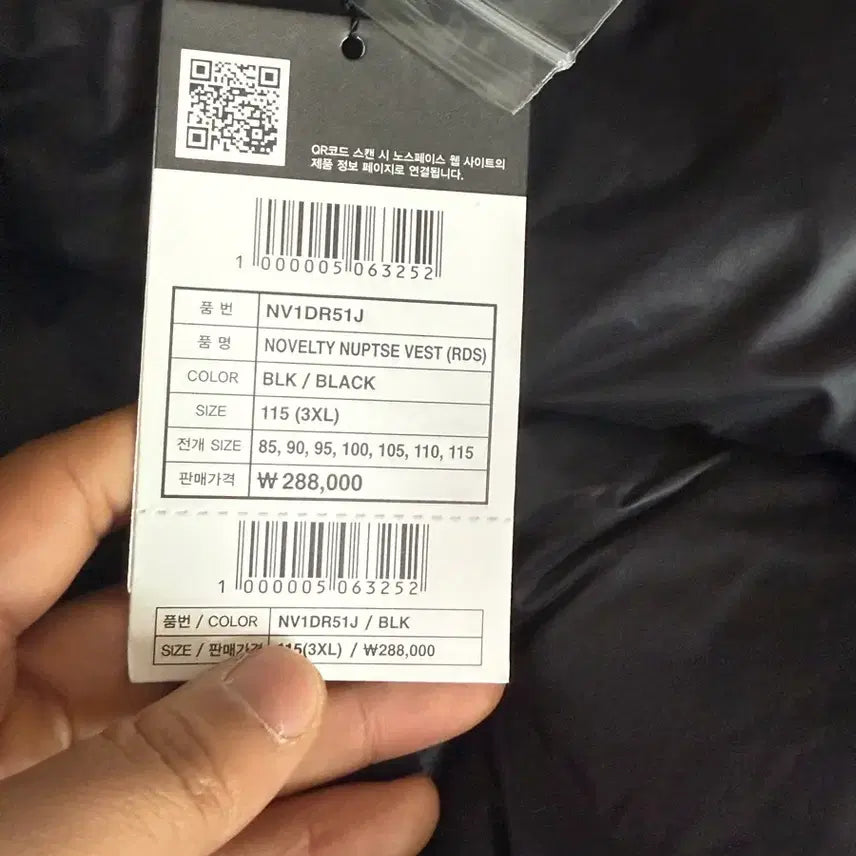 QR코드 스캔 시 노스페이스 웹 사이트의
제품 정보 페이지로 연결됩니다.
1 000005 063252
품 번 NV1DR51J
품 명 NOVELTY NUPTSE VEST (RDS)
COLOR BLK / BLACK
SIZE 115 (3XL)
전개 SIZE 85, 90, 95, 100, 105, 110, 115
판매가격 ₩ 288,000
1 000005 063252
품번 / COLOR NV1DR51J / BLK
SIZE / 판매가격 115(3XL) / ₩288,000